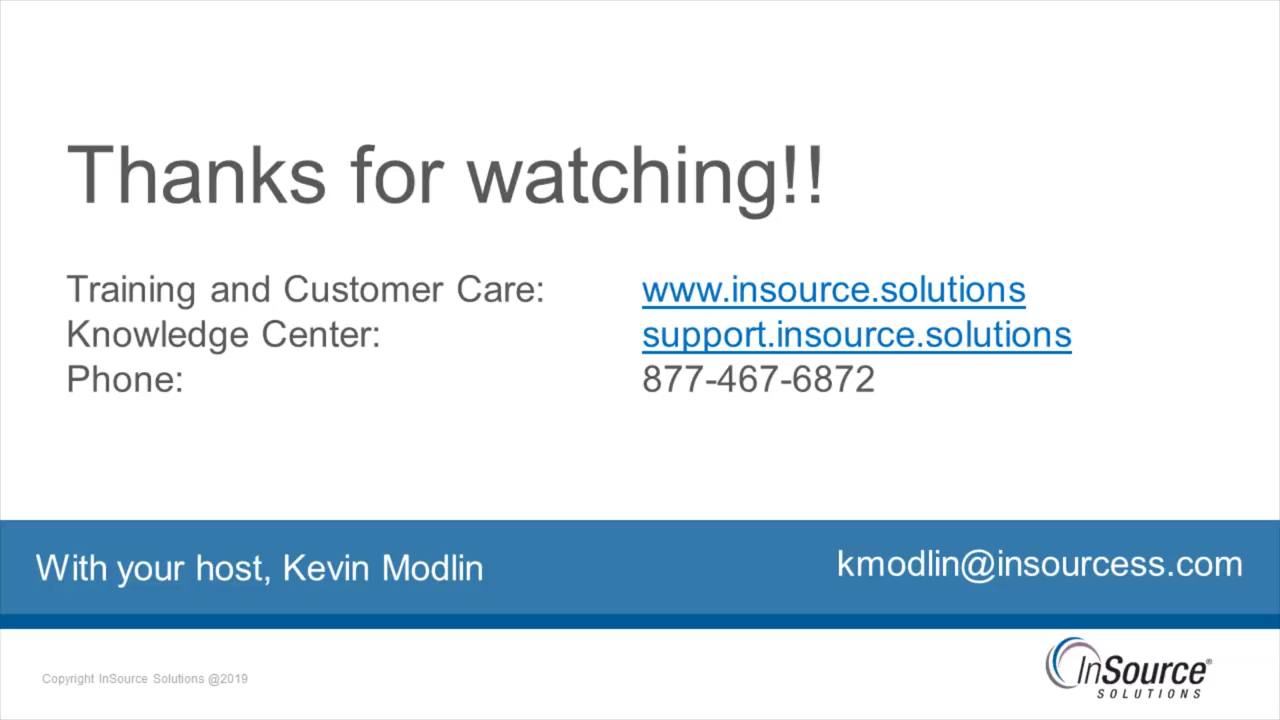 Thanks for watching!!
Training and Customer Care: www.insource.solutions
Knowledge Center: support.insource.solutions
Phone: 877-467-6872
With your host, Kevin Modlin kmodlin@insourcess.com
Copyright InSource Solutions @2019
InSource®
SOLUTIONS